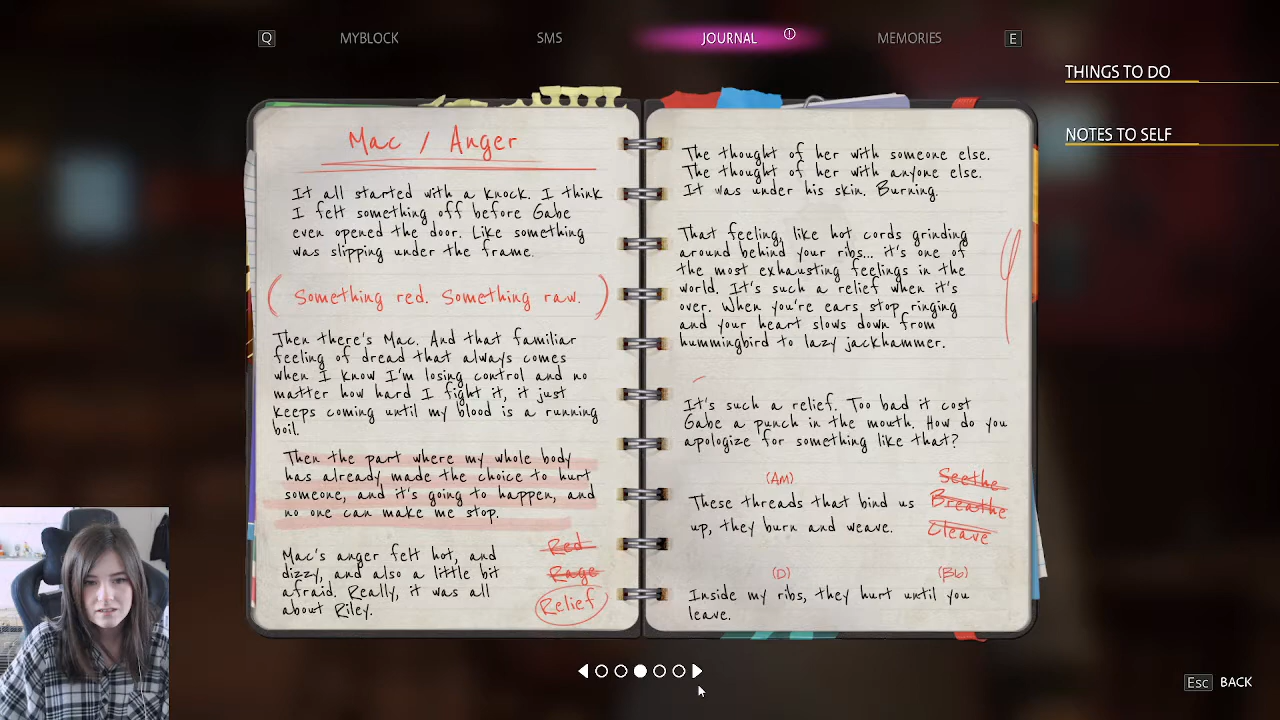 Q
MYBLOCK
SMS
JOURNAL
MEMORIES
E
THINGS TO DO
NOTES TO SELF
Mac / Anger
It all started with a knock. I think
I felt something off before Gabe
even opened the door. Like something
was slipping under the frame.
(Something red. Something raw.)
Then there's Mac. And that familiar
feeling of dread that always comes
when I know I'm losing control and no
matter how hard I fight it, it just
keeps coming until my blood is a running
boil.
Then the part where my whole body
has already made the choice to hurt
someone, and it's going to happen, and
no one can make me stop.
Mac's anger felt hot, and
dizzy, and also a little bit
afraid. Really, it was all
about Riley.
Red
Rage
Relief
The thought of her with someone else.
The thought of her with anyone else.
It was under his skin. Burning.
That feeling, like hot cords grinding
around behind your ribs... it's one of
the most exhausting feelings in the
world. It's such a relief when it's
over. When you're ears stop ringing
and your heart slows down from
hummingbird to lazy jackhammer.
It's such a relief. Too bad it cost
Gabe a punch in the mouth. How do you
apologize for something like that?
(Am)
These threads that bind us
up, they burn and weave.
Seethe
Breathe
Cleave
(D)
(Bb)
Inside my ribs, they hurt until you
leave.
Esc BACK